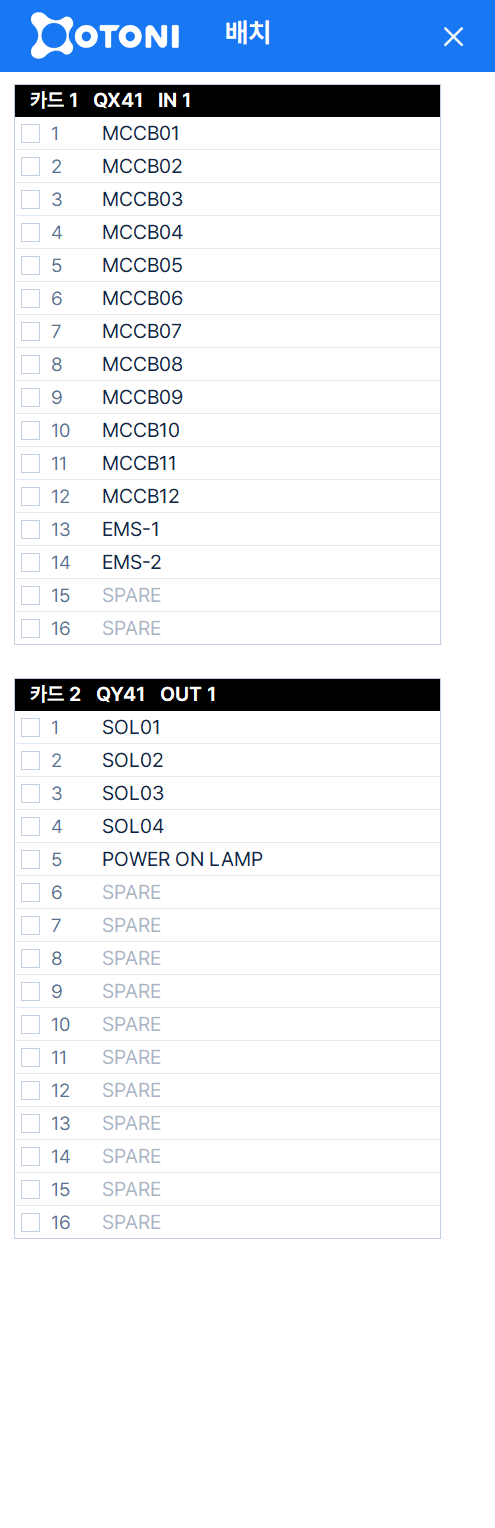 OTONI 배치
카드 1 QX41 IN 1
1 MCCB01
2 MCCB02
3 MCCB03
4 MCCB04
5 MCCB05
6 MCCB06
7 MCCB07
8 MCCB08
9 MCCB09
10 MCCB10
11 MCCB11
12 MCCB12
13 EMS-1
14 EMS-2
15 SPARE
16 SPARE
카드 2 QY41 OUT 1
1 SOL01
2 SOL02
3 SOL03
4 SOL04
5 POWER ON LAMP
6 SPARE
7 SPARE
8 SPARE
9 SPARE
10 SPARE
11 SPARE
12 SPARE
13 SPARE
14 SPARE
15 SPARE
16 SPARE